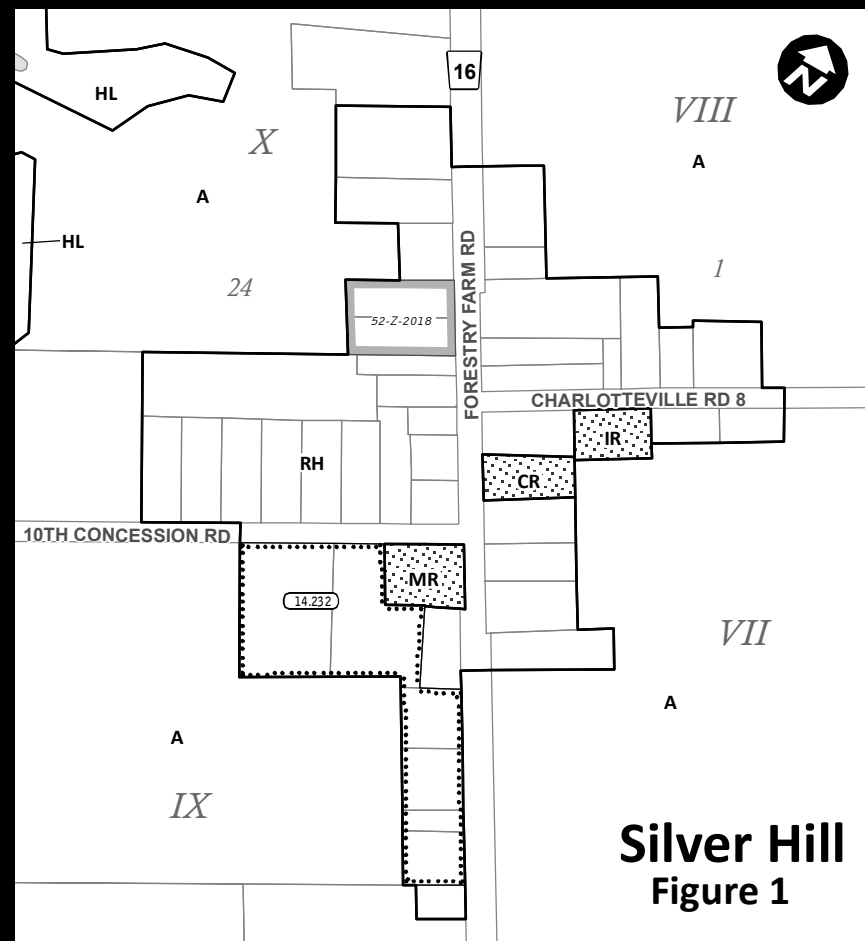 16
HL
VIII
N
X
A
A
FORESTRY FARM RD
HL
1
24
52-Z-2018
CHARLOTTEVILLE RD 8
IR
RH
CR
10TH CONCESSION RD
MR
14.232
VII
A
A
IX
Silver Hill
Figure 1